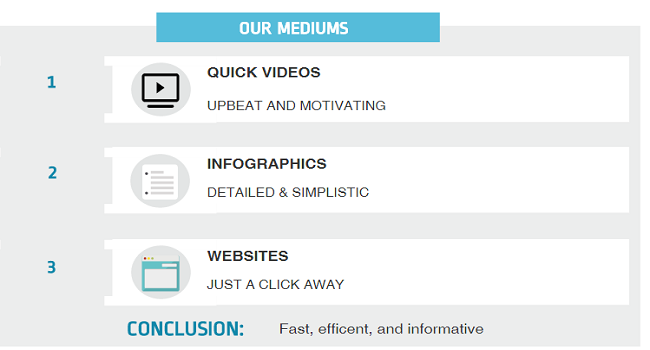 OUR MEDIUMS
1
QUICK VIDEOS
UPBEAT AND MOTIVATING
2
INFOGRAPHICS
DETAILED & SIMPLISTIC
3
WEBSITES
JUST A CLICK AWAY
CONCLUSION: Fast, efficent, and informative